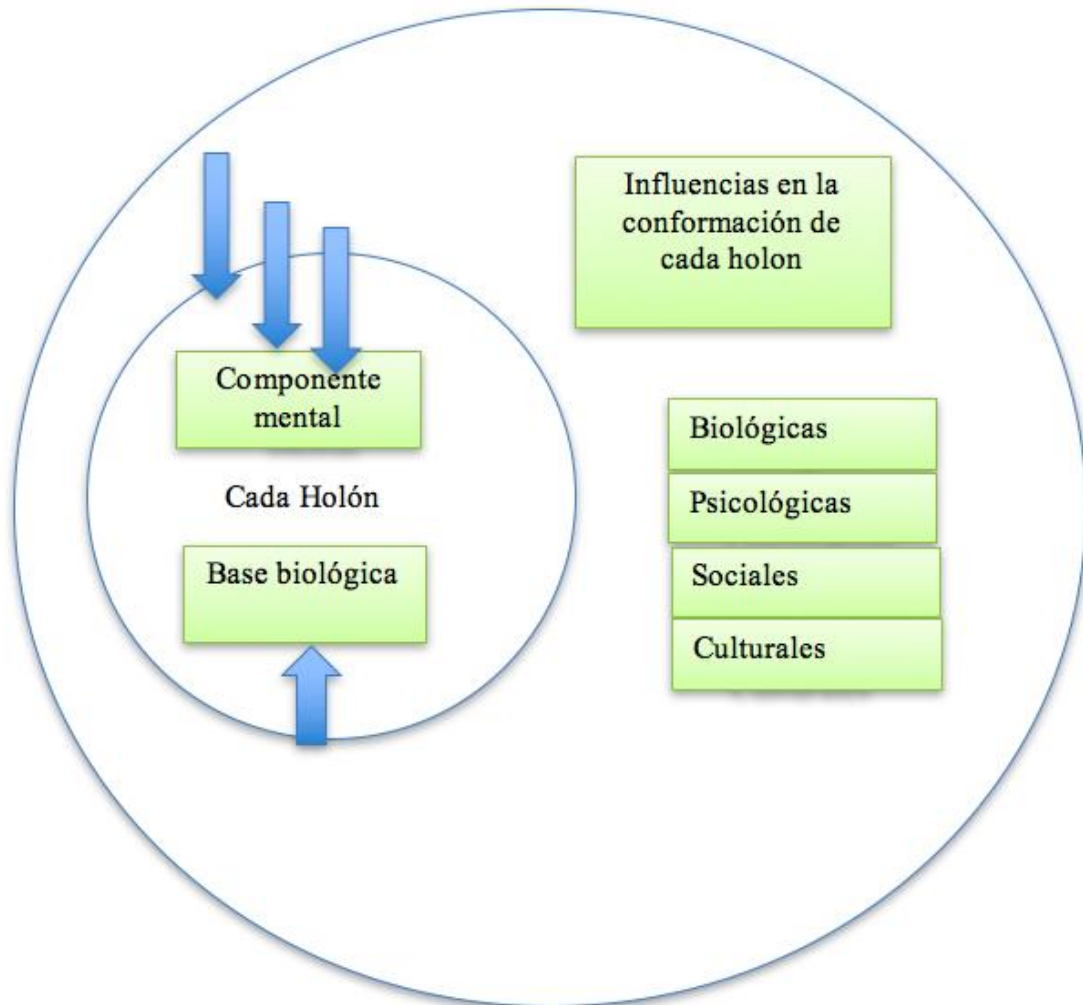 Influencias en la
conformación de
cada holon
Componente
mental
Cada Holón
Base biológica
Biológicas
Psicológicas
Sociales
Culturales